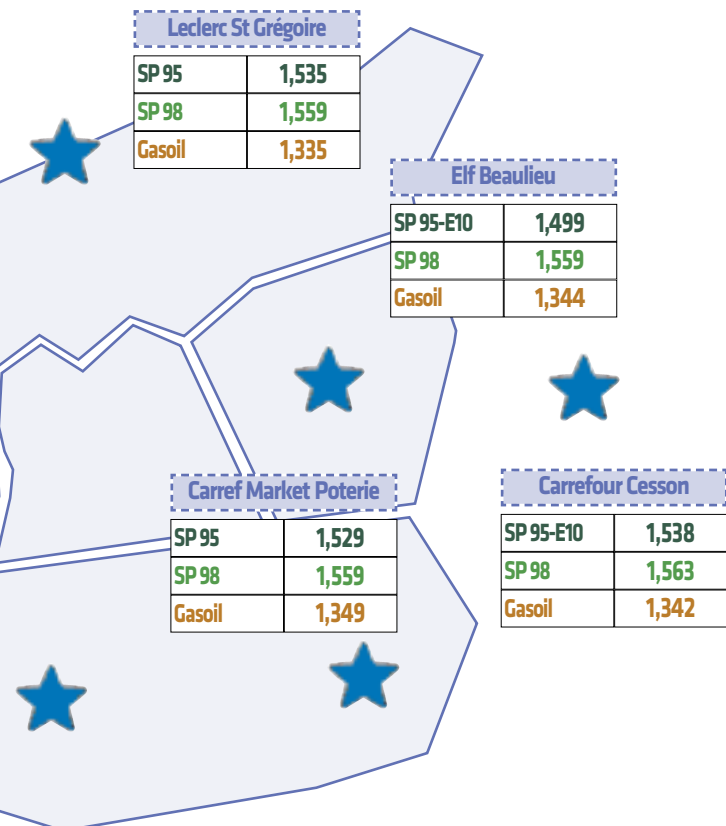 Leclerc St Grégoire
SP 95 1,535
SP 98 1,559
Gasoil 1,335
Elf Beaulieu
SP 95-E10 1,499
SP 98 1,559
Gasoil 1,344
Carref Market Poterie
SP 95 1,529
SP 98 1,559
Gasoil 1,349
Carrefour Cesson
SP 95-E10 1,538
SP 98 1,563
Gasoil 1,342